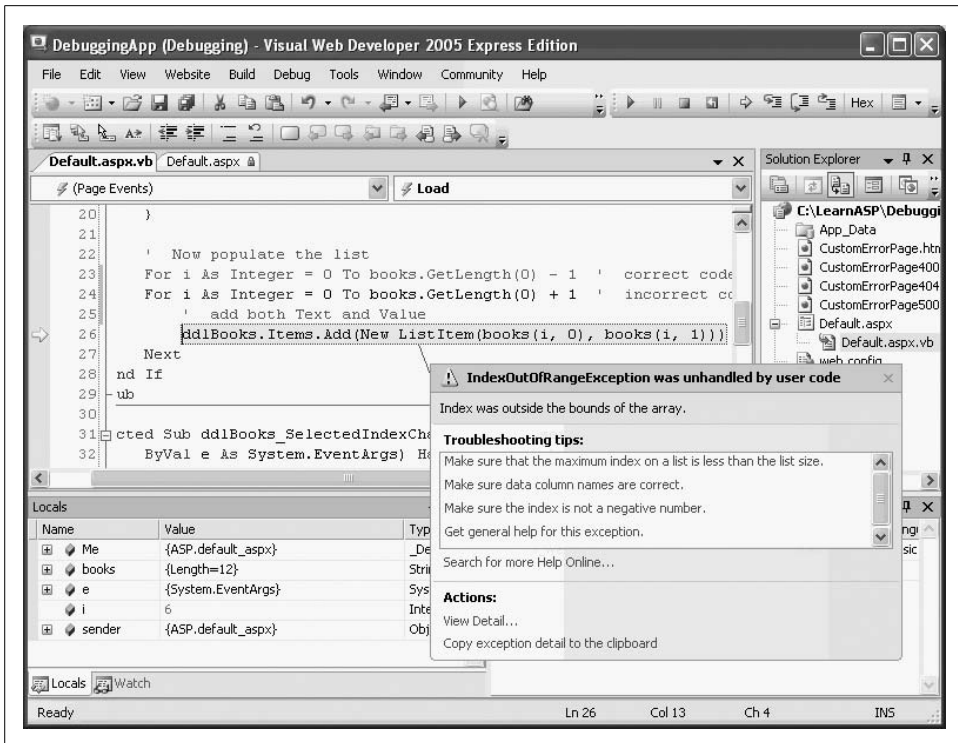 DebuggingApp (Debugging) - Visual Web Developer 2005 Express Edition
File Edit View Website Build Debug Tools Window Community Help
Hex
Default.aspx.vb Default.aspx
(Page Events) Load
20 }
21
22 ' Now populate the list
23 For i As Integer = 0 To books.GetLength(0) - 1 ' correct code
24 For i As Integer = 0 To books.GetLength(0) + 1 ' incorrect co
25 ' add both Text and Value
26 ddlBooks.Items.Add(New ListItem(books(i, 0), books(i, 1)))
27 Next
28 nd If
29 ub
30
31 cted Sub ddlBooks_SelectedIndexCha
32 ByVal e As System.EventArgs) Ha
Solution Explorer
C:\LearnASP\Debuggi
App_Data
CustomErrorPage.htm
CustomErrorPage400
CustomErrorPage404
CustomErrorPage500
Default.aspx
Default.aspx.vb
web.config
IndexOutOfRangeException was unhandled by user code
Index was outside the bounds of the array.
Troubleshooting tips:
Make sure that the maximum index on a list is less than the list size.
Make sure data column names are correct.
Make sure the index is not a negative number.
Get general help for this exception.
Search for more Help Online...
Actions:
View Detail...
Copy exception detail to the clipboard
Locals
Name Value Typ
Me {ASP.default_aspx} _De
books {Length=12} Stri
e {System.EventArgs} Sys
i 6 Inte
sender {ASP.default_aspx} Obj
ngu
sic
Locals Watch
Ready Ln 26 Col 13 Ch 4 INS